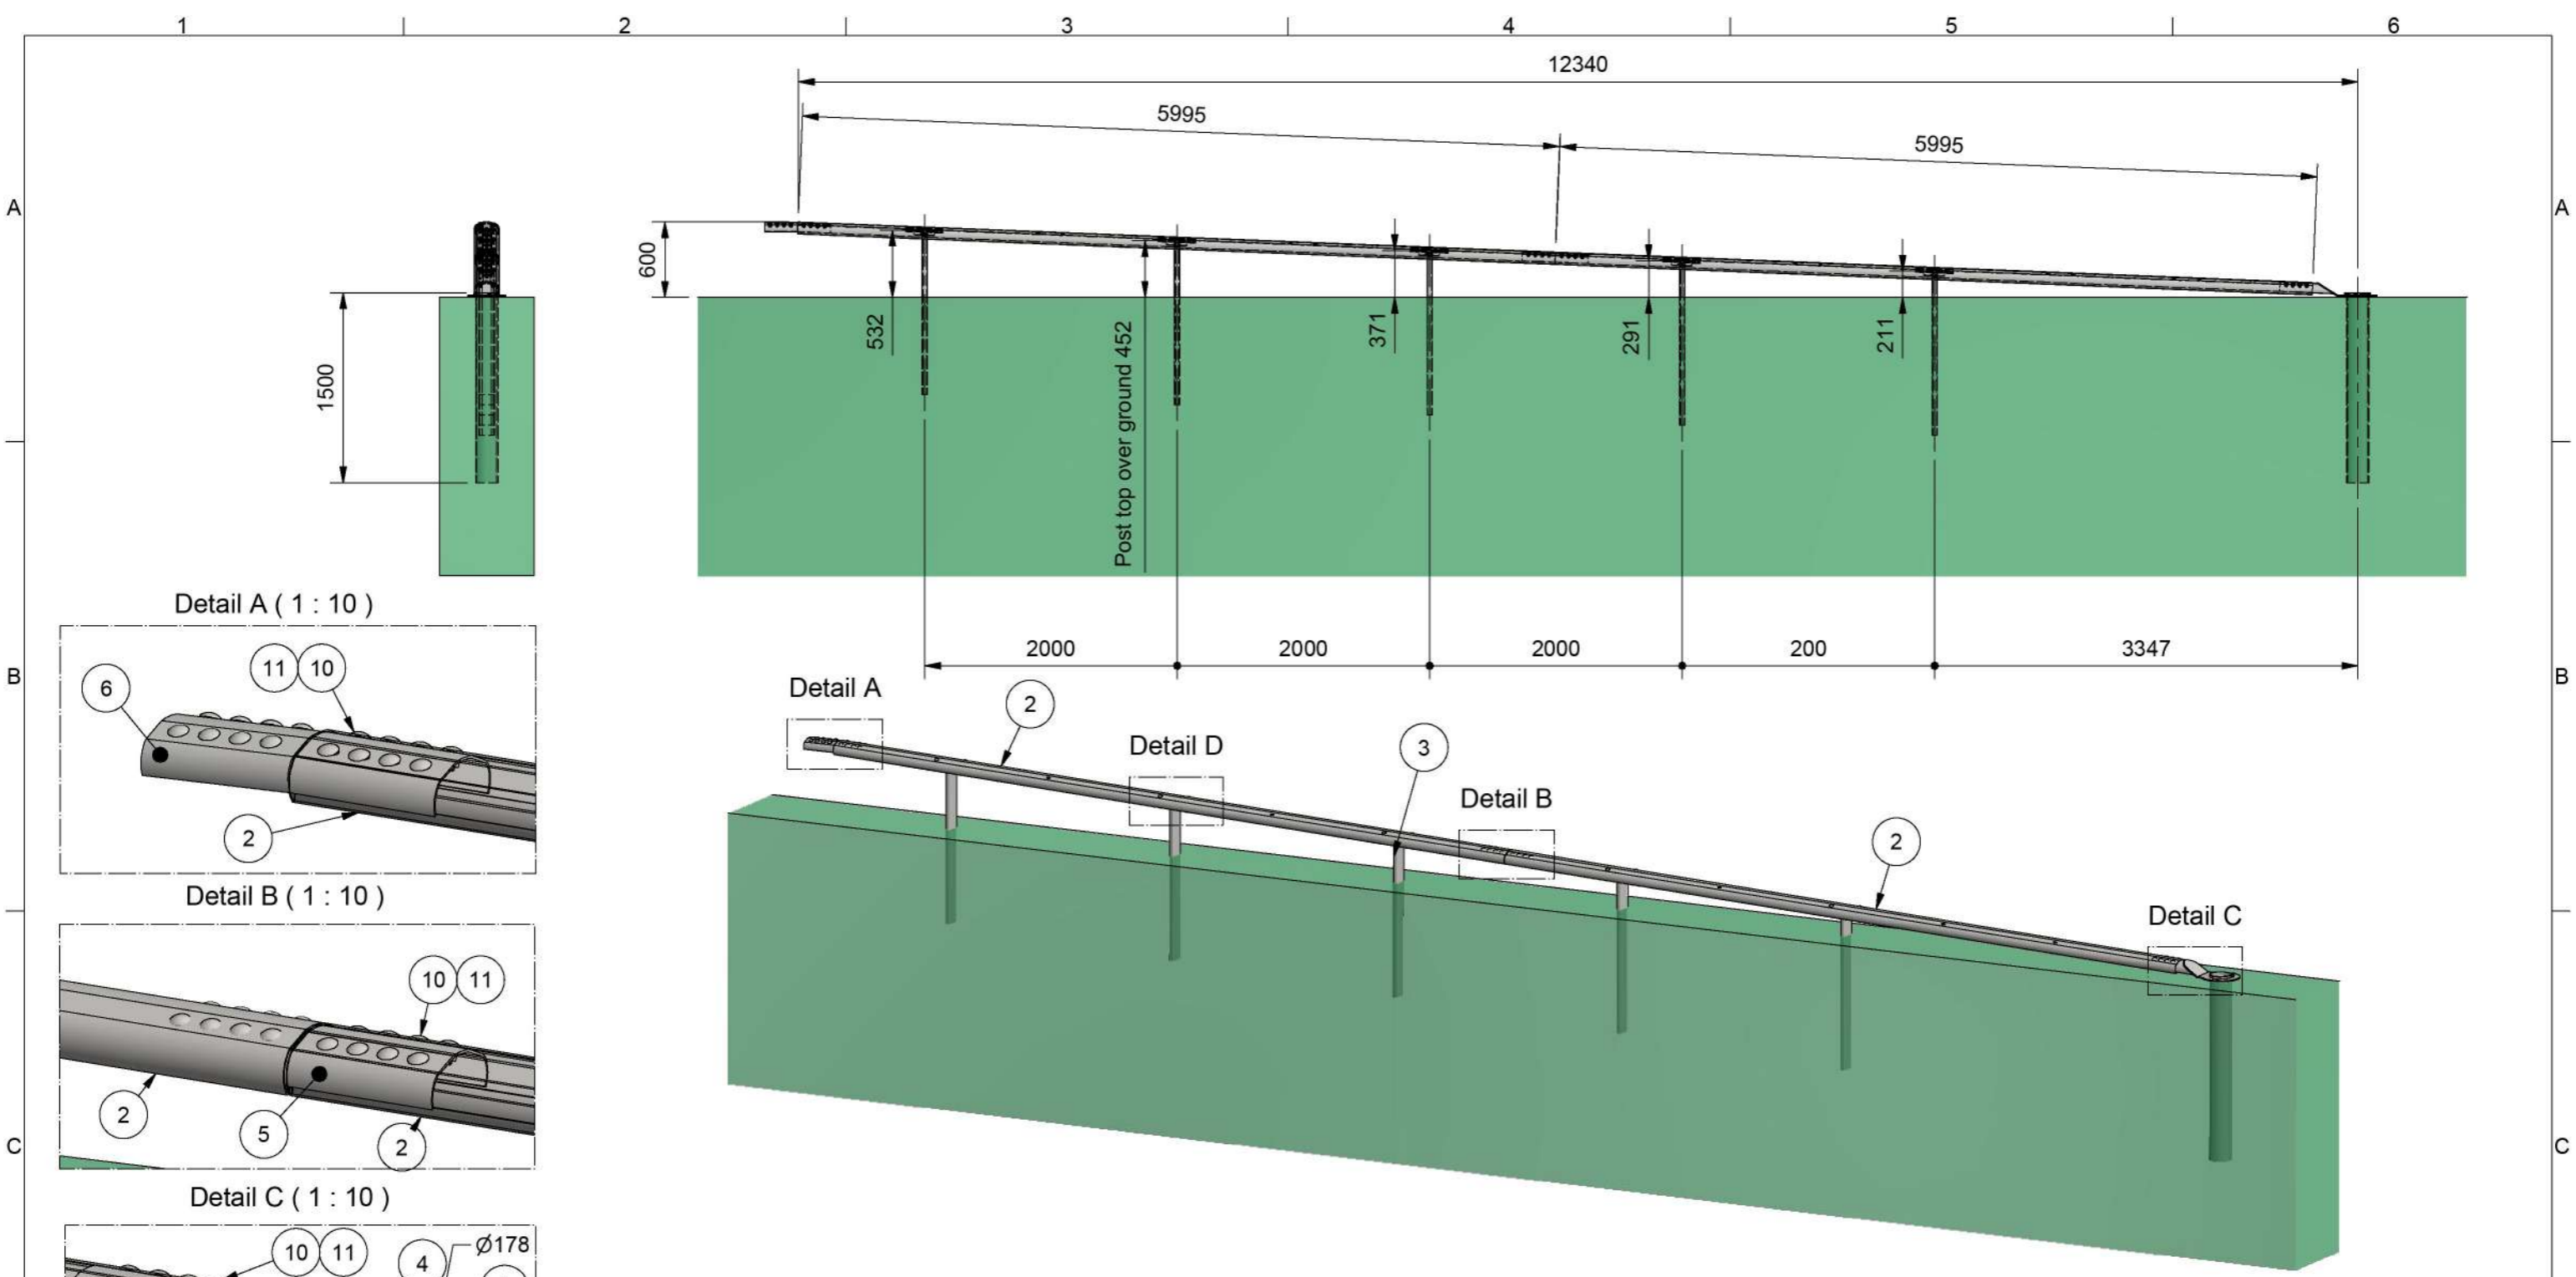 1 2 3 4 5 6
12340
5995
5995
A
A
600
532
Post top over ground 452
371
291
211
1500
Detail A ( 1 : 10 )
11 10
6
2
2000 2000 2000 200 3347
B
B
Detail A
2
Detail D
3
Detail B
2
Detail C
Detail B ( 1 : 10 )
10 11
2
5
2
C
C
Detail C ( 1 : 10 )
10 11
4
Ø178